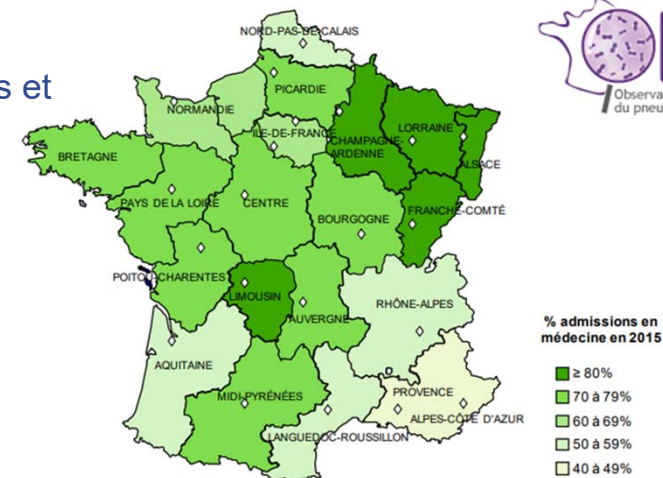 s et
NORD-PAS-DE-CALAIS
PICARDIE
NORMANDIE
ILE-DE-FRANCE
CHAMPAGNE-
ARDENNE
LORRAINE
ALSACE
BRETAGNE
PAYS DE LA LOIRE
CENTRE
BOURGOGNE
FRANCHE-COMTÉ
POITOU-CHARENTES
LIMOUSIN
AUVERGNE
RHÔNE-ALPES
AQUITAINE
MIDI-PYRÉNÉES
LANGUEDOC-ROUSSILLON
PROVENCE
ALPES-CÔTE D'AZUR
Observa
du pneu
% admissions en
médecine en 2015
≥ 80%
70 à 79%
60 à 69%
50 à 59%
40 à 49%